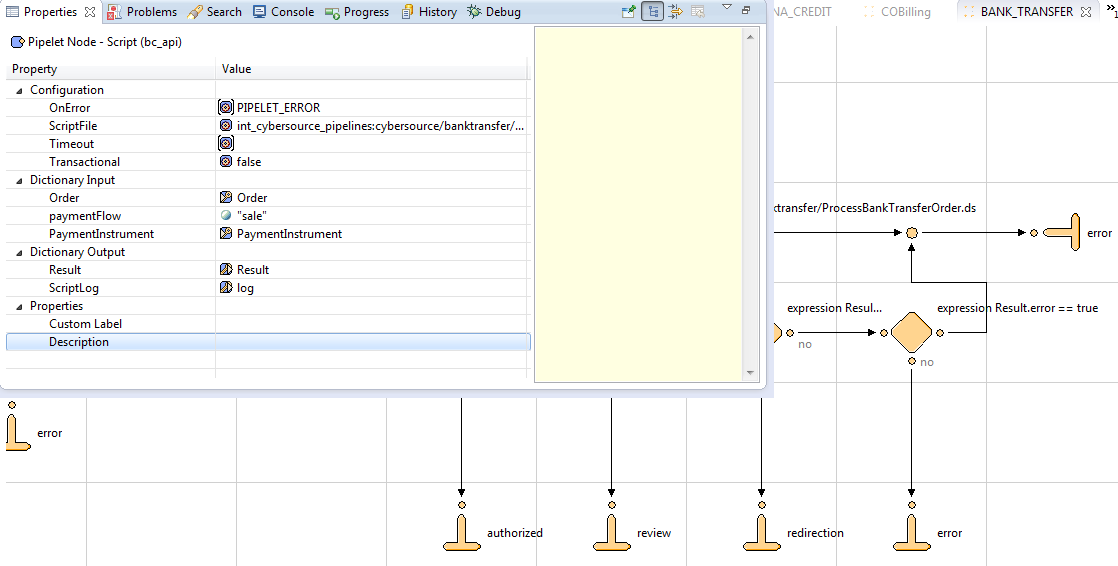 Properties Problems Search Console Progress History Debug
NA_CREDIT COBilling BANK_TRANSFER
Pipelet Node - Script (bc_api)
Property Value
Configuration
OnError PIPELET_ERROR
ScriptFile int_cybersource_pipelines:cybersource/banktransfer/...
Timeout
Transactional false
Dictionary Input
Order Order
paymentFlow "sale"
PaymentInstrument PaymentInstrument
Dictionary Output
Result Result
ScriptLog log
Properties
Custom Label
Description
ktransfer/ProcessBankTransferOrder.ds
error
expression Resul... expression Result.error == true
no
no
error
authorized review redirection error